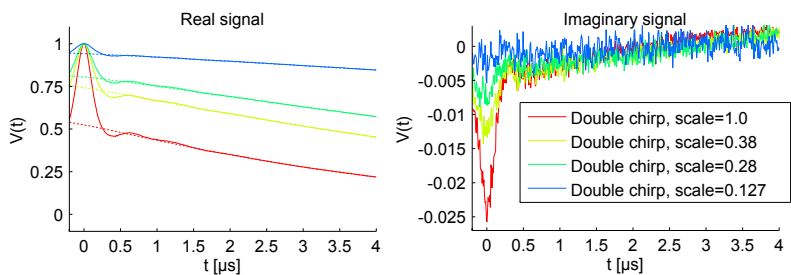 Real signal
V(t)
1
0.75
0.5
0.25
0
0 0.5 1 1.5 2 2.5 3 3.5 4
t [µs]
Imaginary signal
V(t)
0
-0.005
-0.01
-0.015
-0.02
-0.025
0 0.5 1 1.5 2 2.5 3 3.5 4
t [µs]
Double chirp, scale=1.0
Double chirp, scale=0.38
Double chirp, scale=0.28
Double chirp, scale=0.127